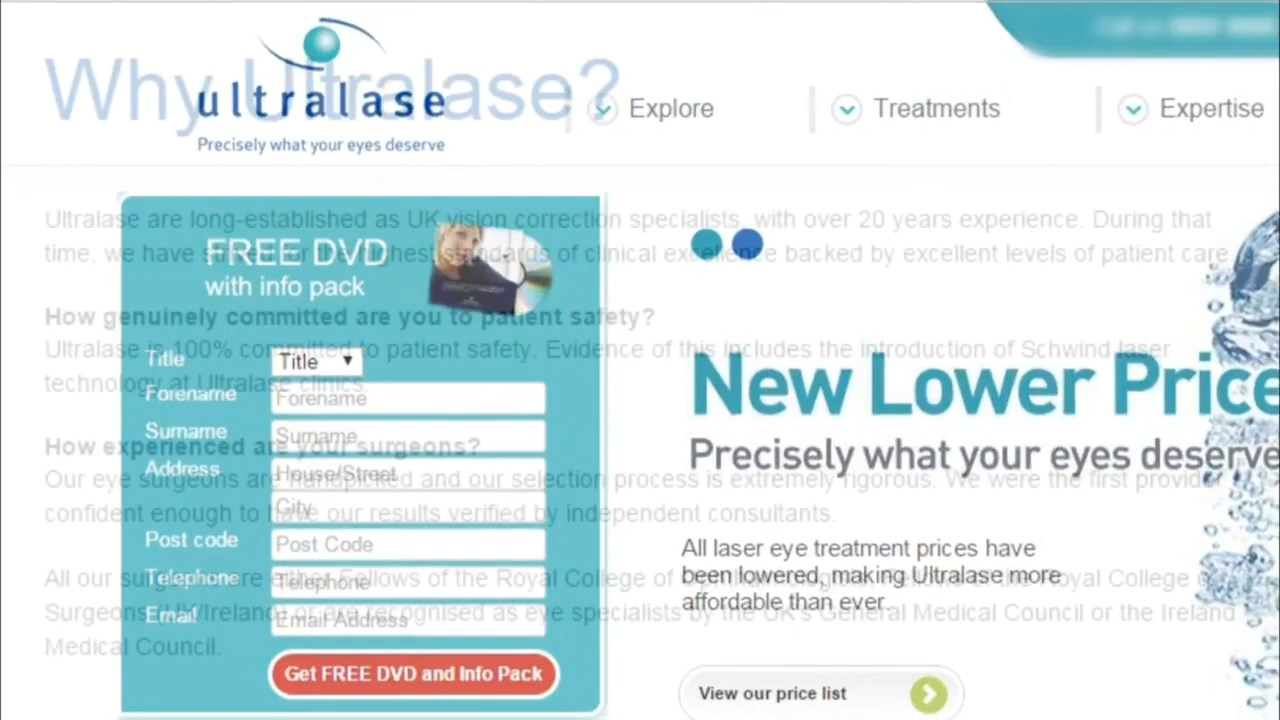 Why Ultralase?
ultralase
Precisely what your eyes deserve
Explore
Treatments
Expertise
Ultralase are long-established as UK vision correction specialists, with over 20 years experience. During that
time, we have highest standards of clinical excellence backed by excellent levels of patient care
FREE DVD
with info pack
How genuinely committed are you to patient safety?
Ultralase is 100% committed to patient safety. Evidence of this includes the introduction of Schwind laser
technology at Ultralase clinics.
How experienced are your surgeons?
Our eye surgeons are handpicked and our selection process is extremely rigorous. We were the first provider
confident enough to have our results verified by independent consultants.
All our surgeons are either Fellows of the Royal College of Fellows of the Royal College
Surgeons Ireland or are recognised as eye specialists by the UK's General Medical Council or the Ireland
Medical Council.
Title Title
Forename Forename
Surname Surname
Address House/Street
City
Post code Post Code
Telephone Telephone
Email Email Address
Get FREE DVD and Info Pack
New Lower Price
Precisely what your eyes deserve
All laser eye treatment prices have
been lowered, making Ultralase more
affordable than ever.
View our price list